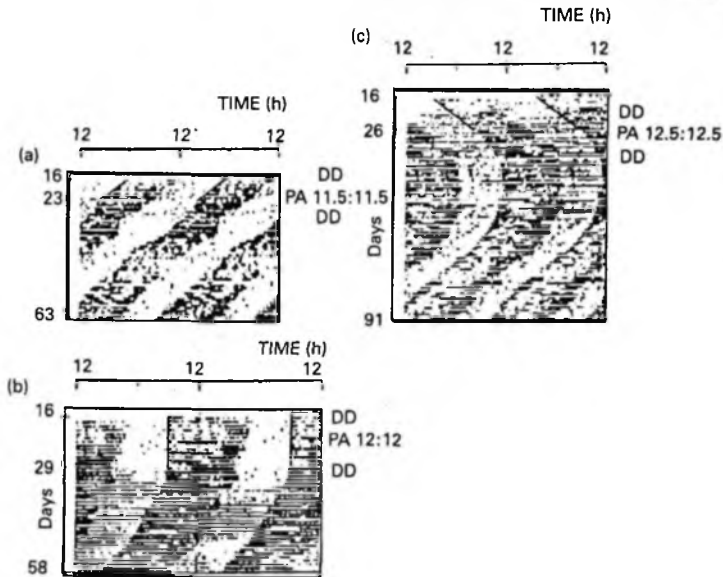 (a)
TIME (h)
12 12 12
16
23
63
DD
PA 11.5:11.5
DD
(b)
TIME (h)
12 12 12
16
29
58
Days
DD
PA 12:12
DD
(c)
TIME (h)
12 12 12
16
26
91
Days
DD
PA 12.5:12.5
DD